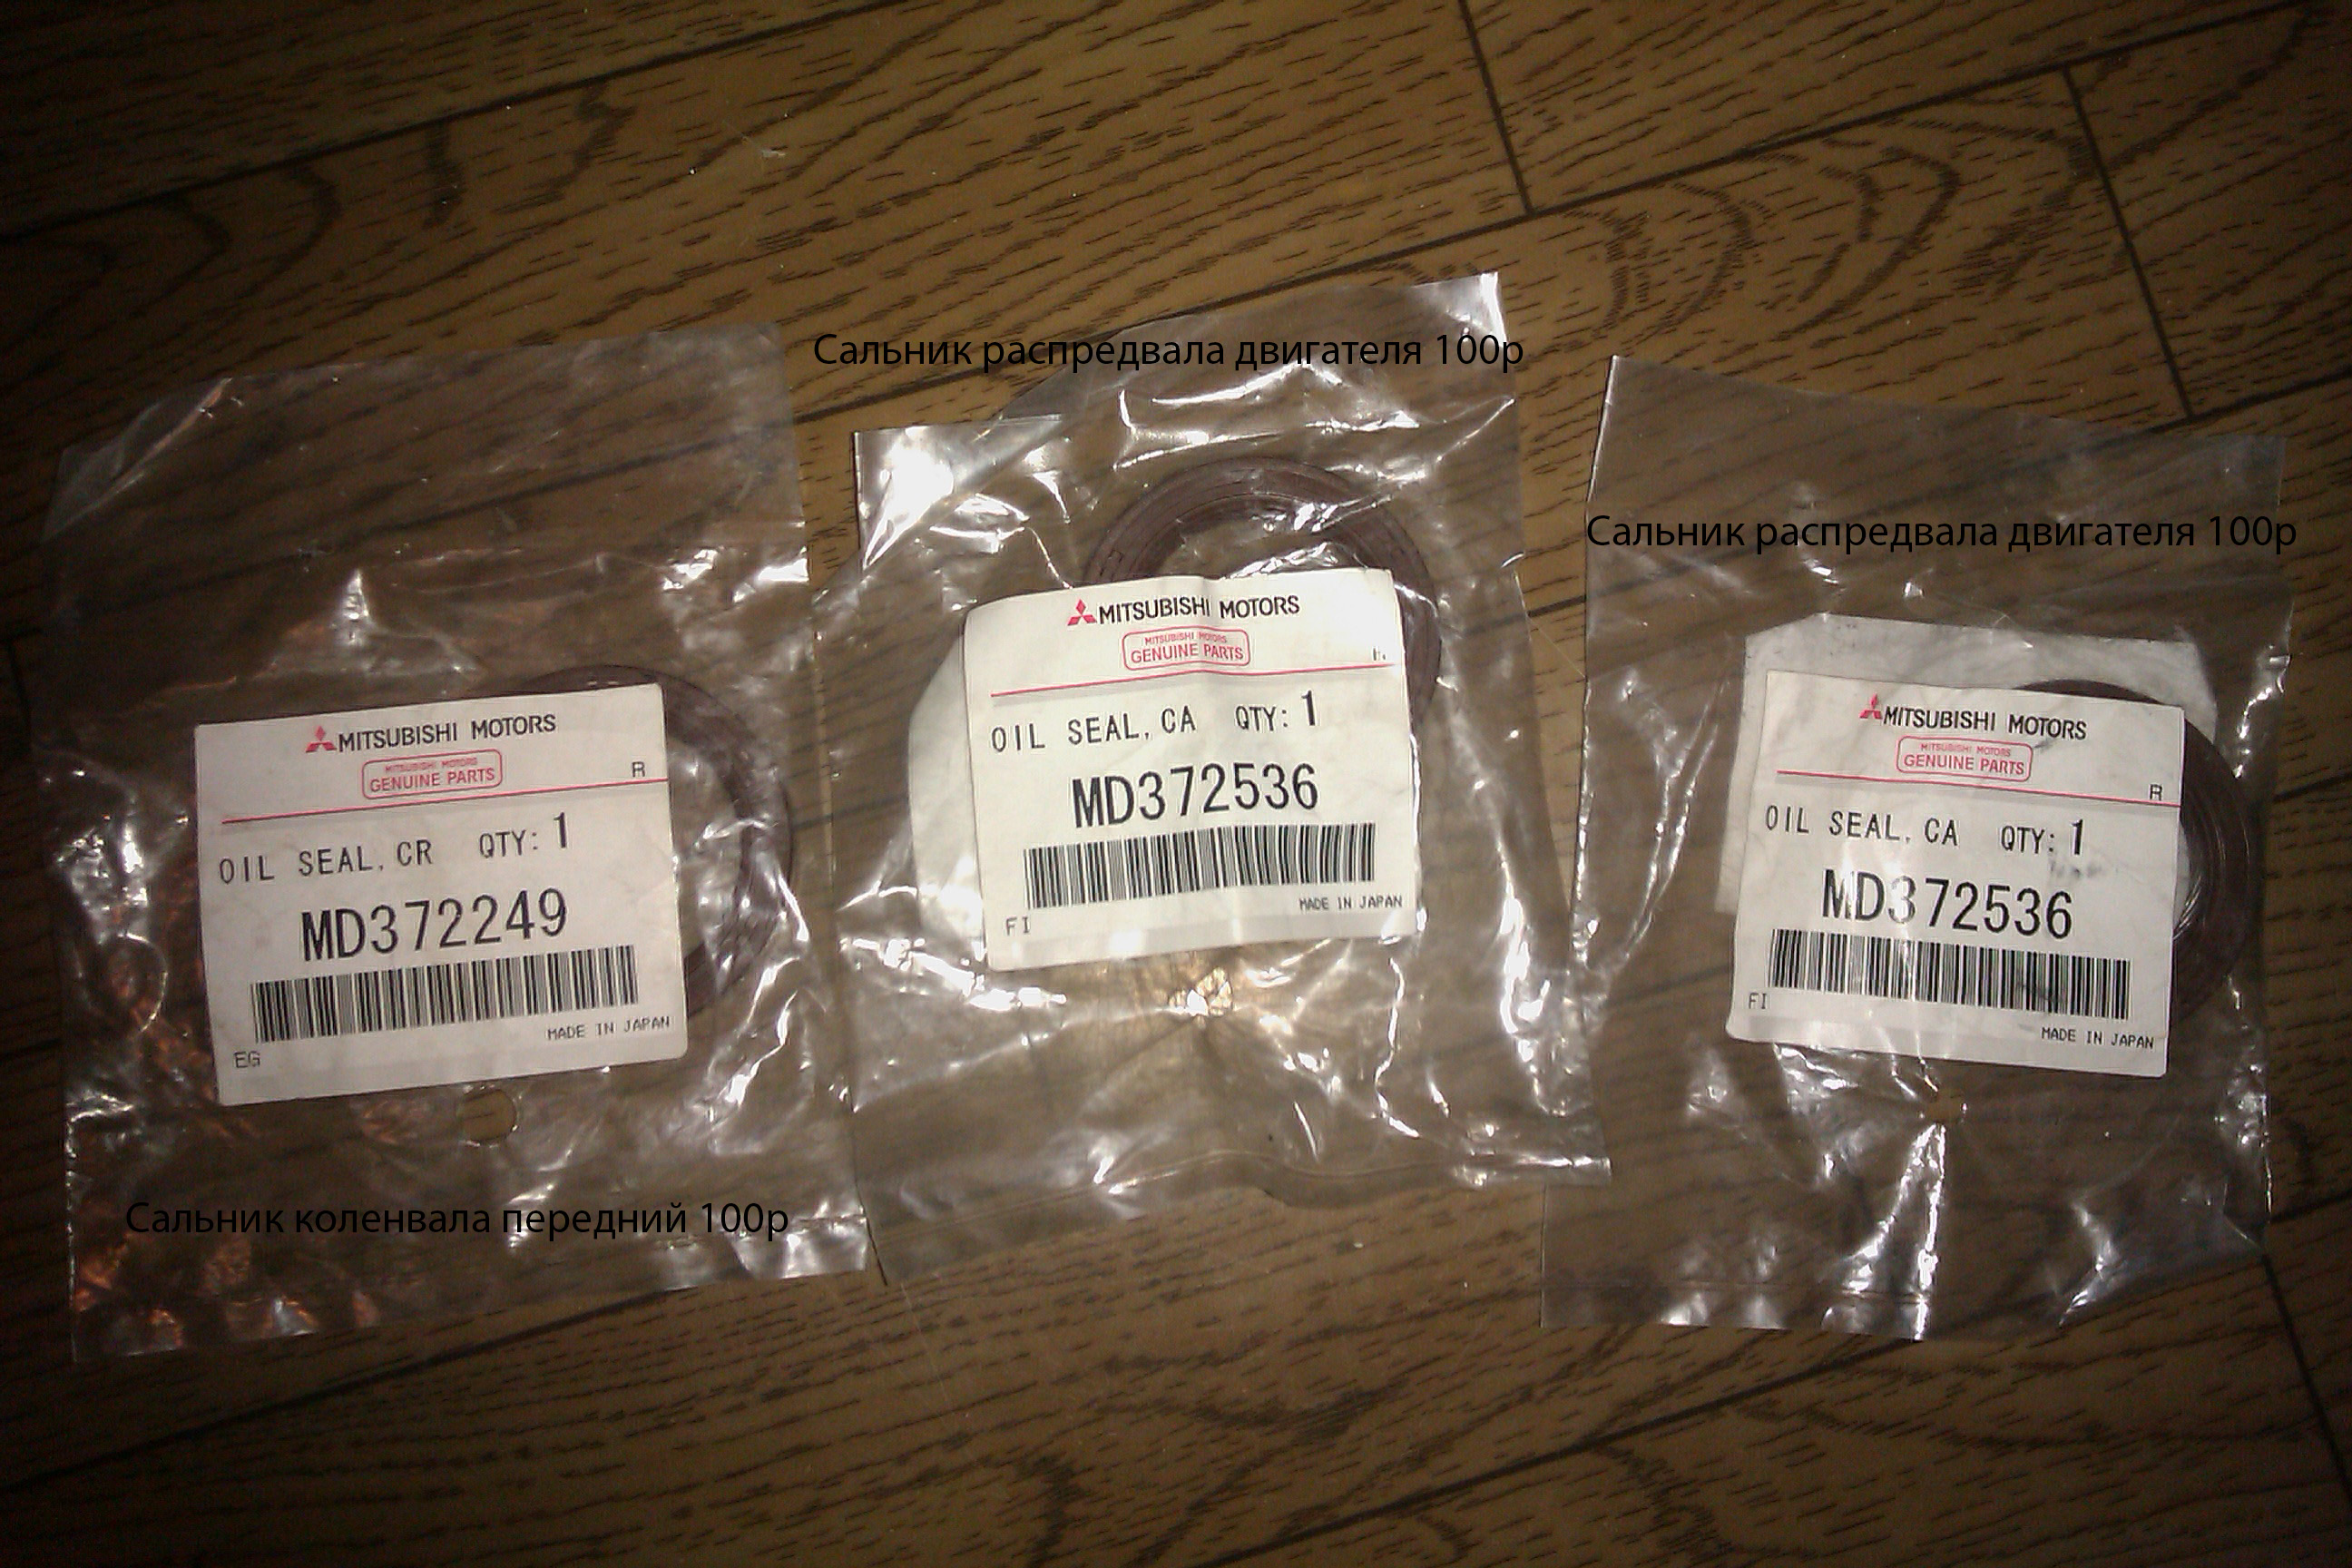 Сальник распредвала двигателя 100р
Сальник распредвала двигателя 100р
MITSUBISHI MOTORS
MITSUBISHI MOTORS
GENUINE PARTS
R
OIL SEAL, CR QTY: 1
MD372249
MADE IN JAPAN
EG
Сальник коленвала передний 100р
MITSUBISHI MOTORS
MITSUBISHI MOTORS
GENUINE PARTS
OIL SEAL, CA QTY: 1
MD372536
MADE IN JAPAN
FI
MITSUBISHI MOTORS
MITSUBISHI MOTORS
GENUINE PARTS
R
OIL SEAL, CA QTY: 1
MD372536
FI
MADE IN JAPAN